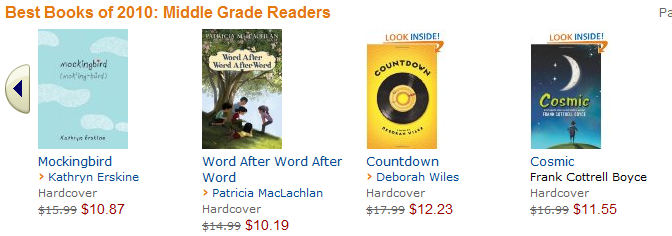 Best Books of 2010: Middle Grade Readers
Pa
mockingbird
(mok'ing-bûrd)
Kathryn Erskine
Mockingbird
› Kathryn Erskine
Hardcover
$15.99 $10.87
PATRICIA MACLACHLAN
Word After
Word After Word
Word After Word After
Word
› Patricia MacLachlan
Hardcover
$14.99 $10.19
LOOK INSIDE!
COUNTDOWN
DEBORAH WILES
Countdown
› Deborah Wiles
Hardcover
$17.99 $12.23
LOOK INSIDE!
Cosmic
FRANK COTTRELL BOYCE
Cosmic
Frank Cottrell Boyce
Hardcover
$16.99 $11.55